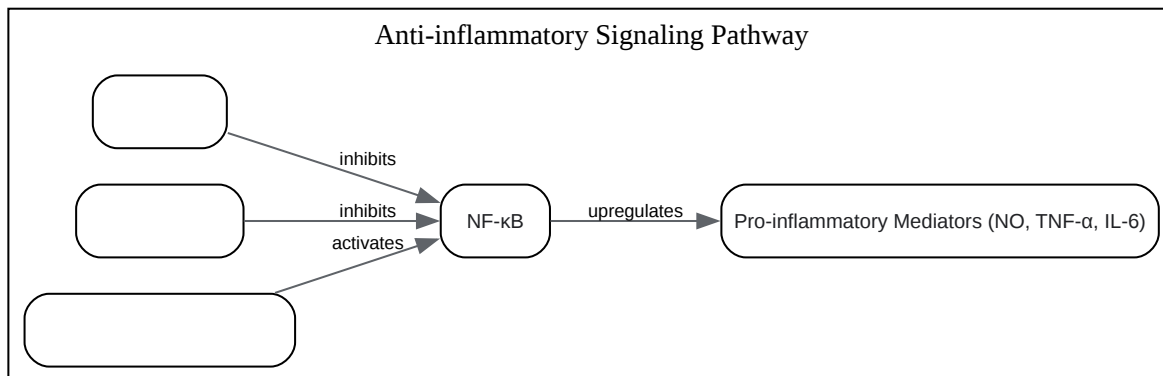 Anti-inflammatory Signaling Pathway
inhibits
inhibits
activates
NF-κB
upregulates
Pro-inflammatory Mediators (NO, TNF-α, IL-6)